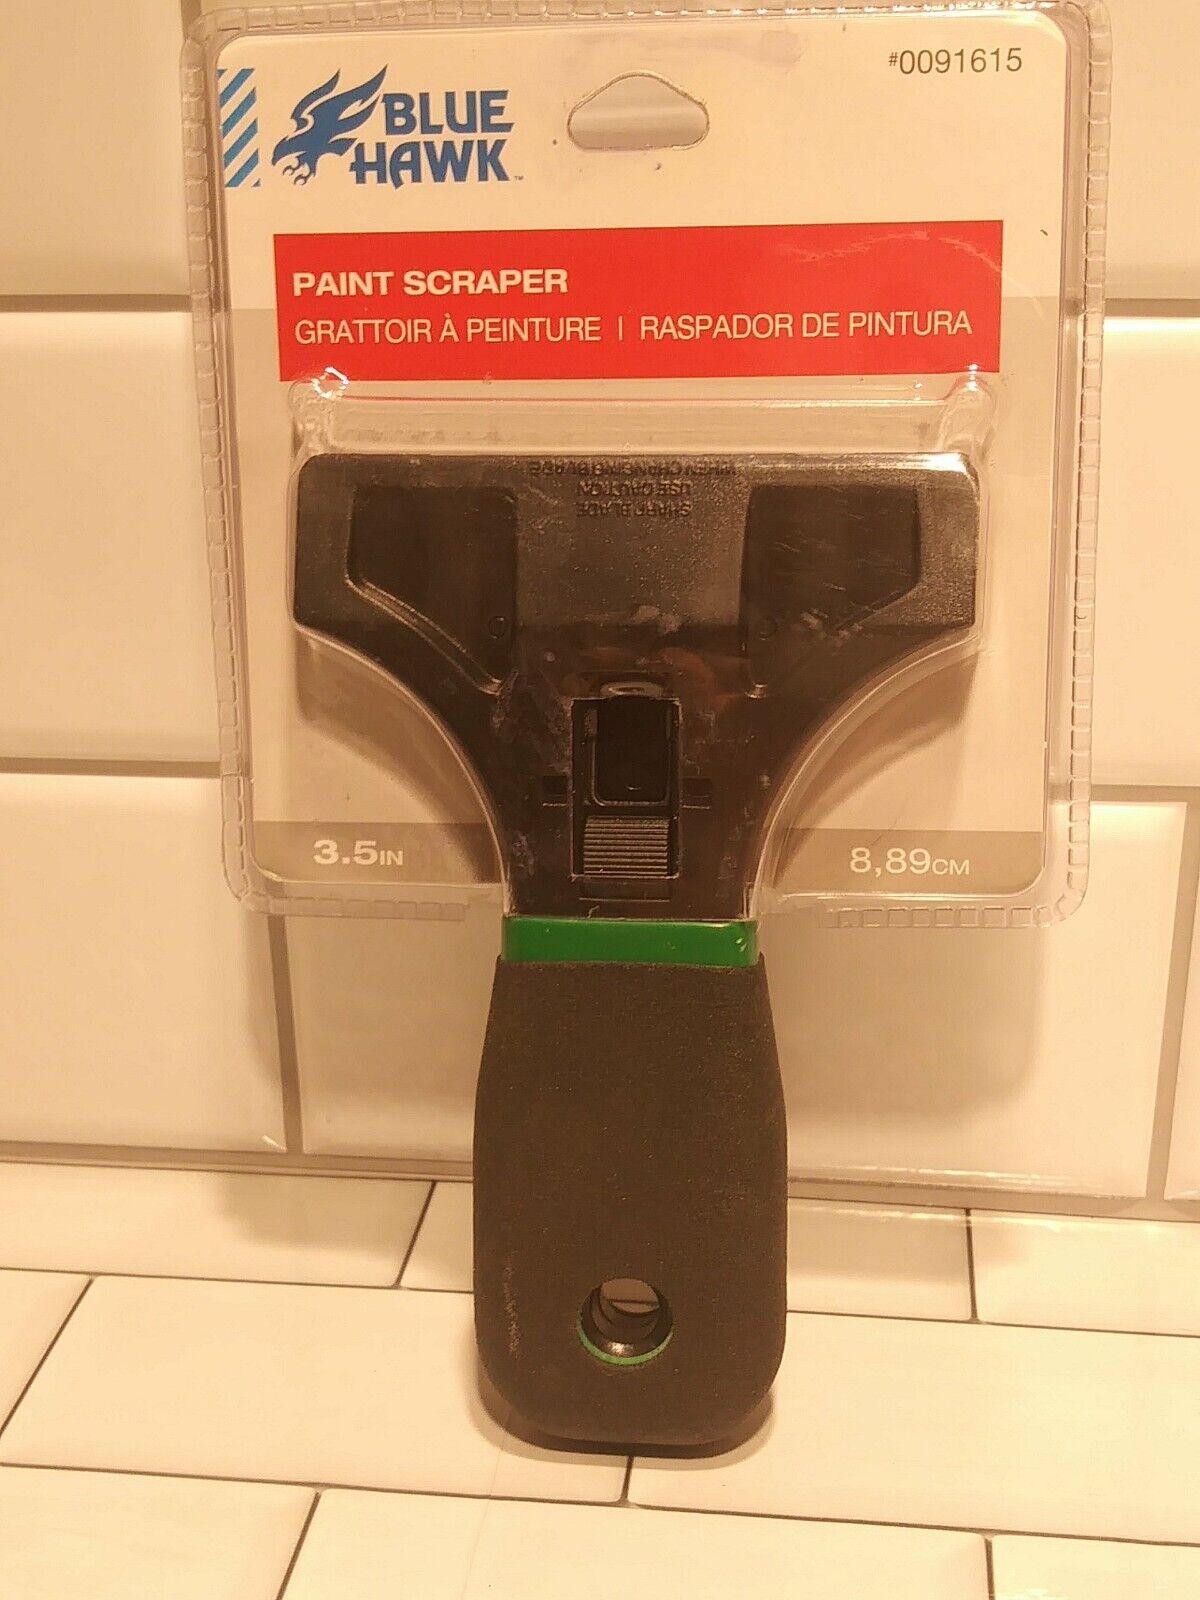 #0091615
BLUE
HAWK™
PAINT SCRAPER
GRATTOIR À PEINTURE | RASPADOR DE PINTURA
SHARP BLADE
USE CAUTION
WHEN CHANGING BLADE
3.5IN
8,89CM